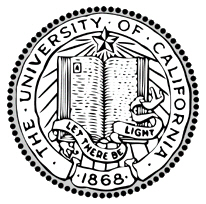 ·THE·UNIVERSITY·OF·CALIFORNIA·
A
LET THERE BE
LIGHT
·1868·